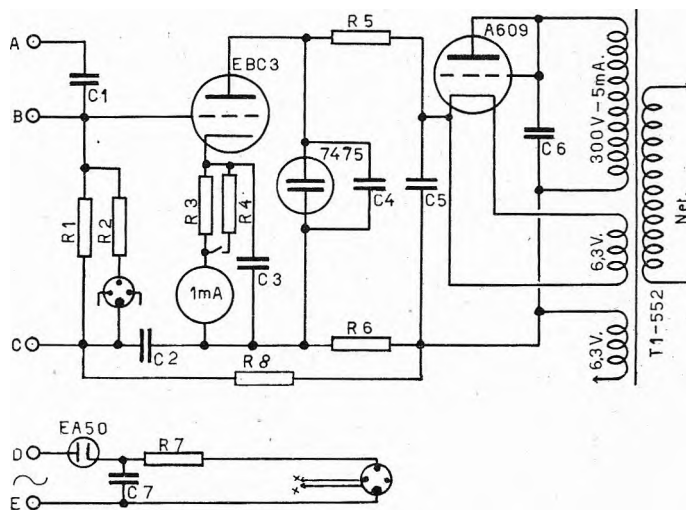 A
B
C
D
E
C1
EBC3
R5
A609
7475
C4
C5
C6
300V-5mA.
Net.
R1
R2
R3
R4
C3
1mA
6,3V.
6,3V.
T1-552
C2
R6
R8
EA50
R7
C7
x
x